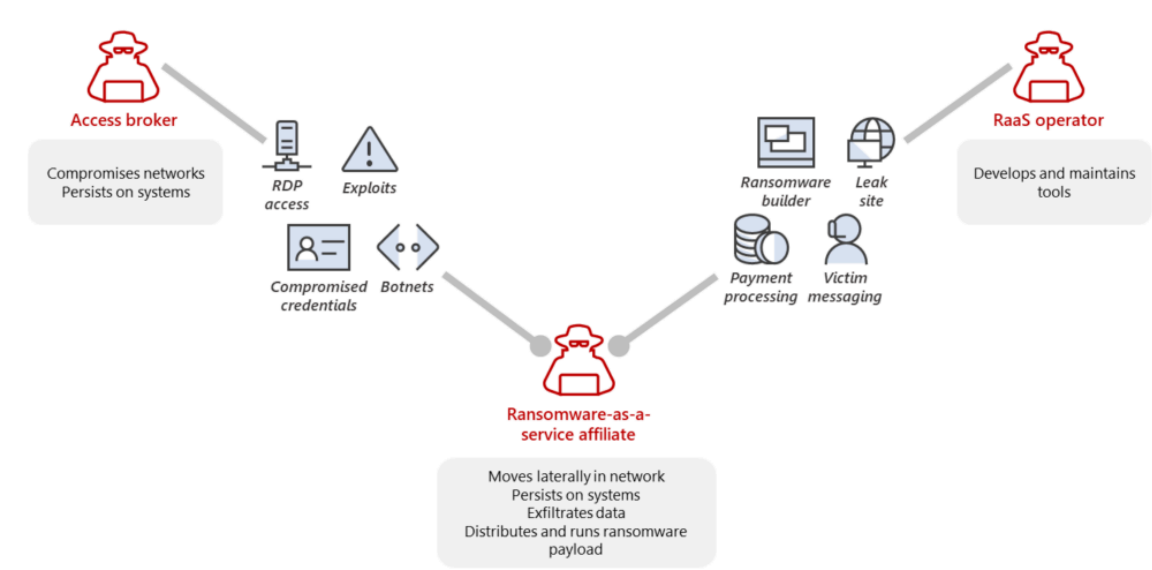 Access broker
Compromises networks
Persists on systems
RDP
access
Exploits
Compromised
credentials
Botnets
Ransomware
builder
Leak
site
Payment
processing
Victim
messaging
RaaS operator
Develops and maintains
tools
Ransomware-as-a-
service affiliate
Moves laterally in network
Persists on systems
Exfiltrates data
Distributes and runs ransomware
payload